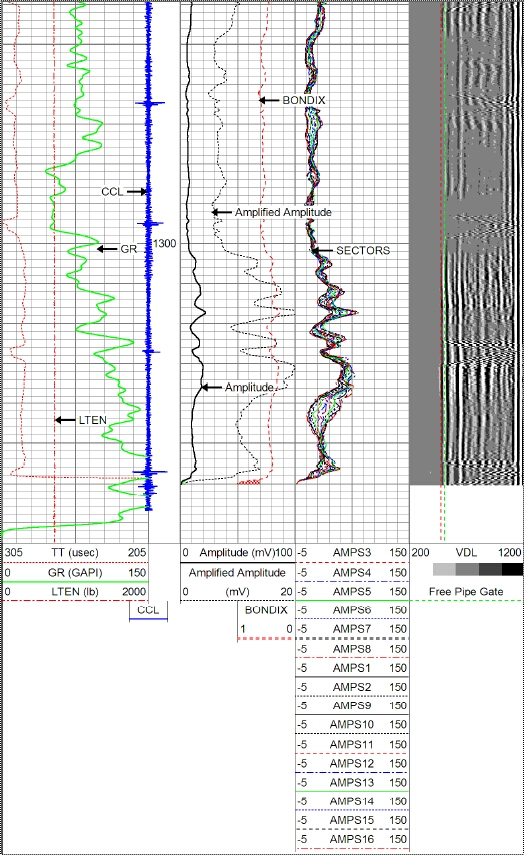 BONDIX
CCL
Amplified Amplitude
GR
1300
SECTORS
Amplitude
LTEN
305 TT (usec) 205
0 GR (GAPI) 150
0 LTEN (lb) 2000
CCL
0 Amplitude (mV) 100
Amplified Amplitude
0 (mV) 20
BONDIX
1 0
-5 AMPS3 150
-5 AMPS4 150
-5 AMPS5 150
-5 AMPS6 150
-5 AMPS7 150
-5 AMPS8 150
-5 AMPS1 150
-5 AMPS2 150
-5 AMPS9 150
-5 AMPS10 150
-5 AMPS11 150
-5 AMPS12 150
-5 AMPS13 150
-5 AMPS14 150
-5 AMPS15 150
-5 AMPS16 150
200 VDL 1200
Free Pipe Gate